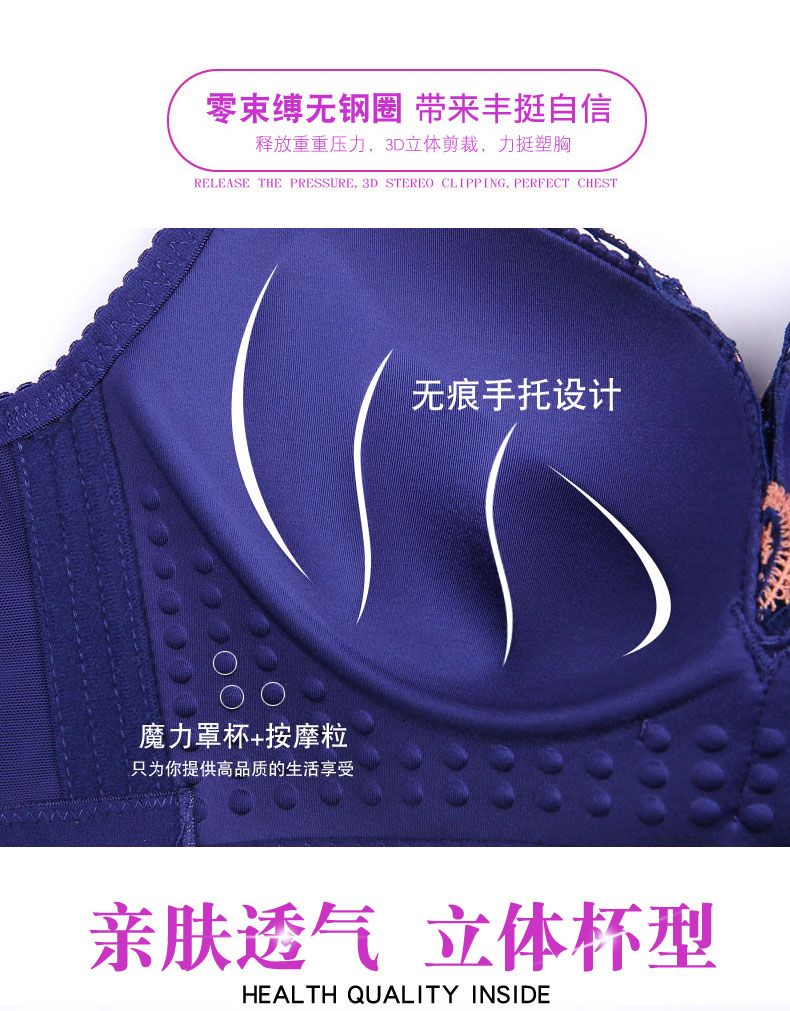 零束缚无钢圈 带来丰挺自信
释放重重压力，3D立体剪裁，力挺塑胸
RELEASE THE PRESSURE,3D STEREO CLIPPING,PERFECT CHEST
无痕手托设计
魔力罩杯+按摩粒
只为你提供高品质的生活享受
亲肤透气 立体杯型
HEALTH QUALITY INSIDE